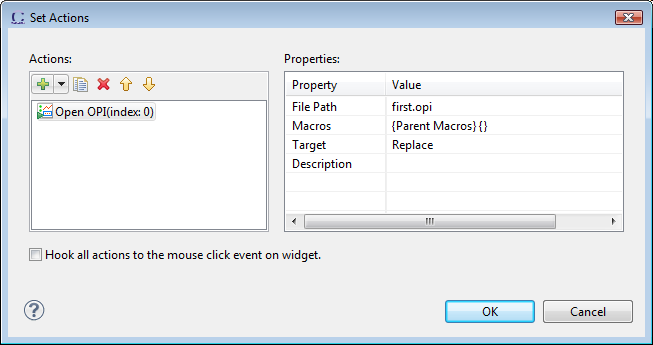 Set Actions
Actions:
Open OPI(index: 0)
Properties:
Property Value
File Path first.opi
Macros {Parent Macros} {}
Target Replace
Description
Hook all actions to the mouse click event on widget.
OK Cancel